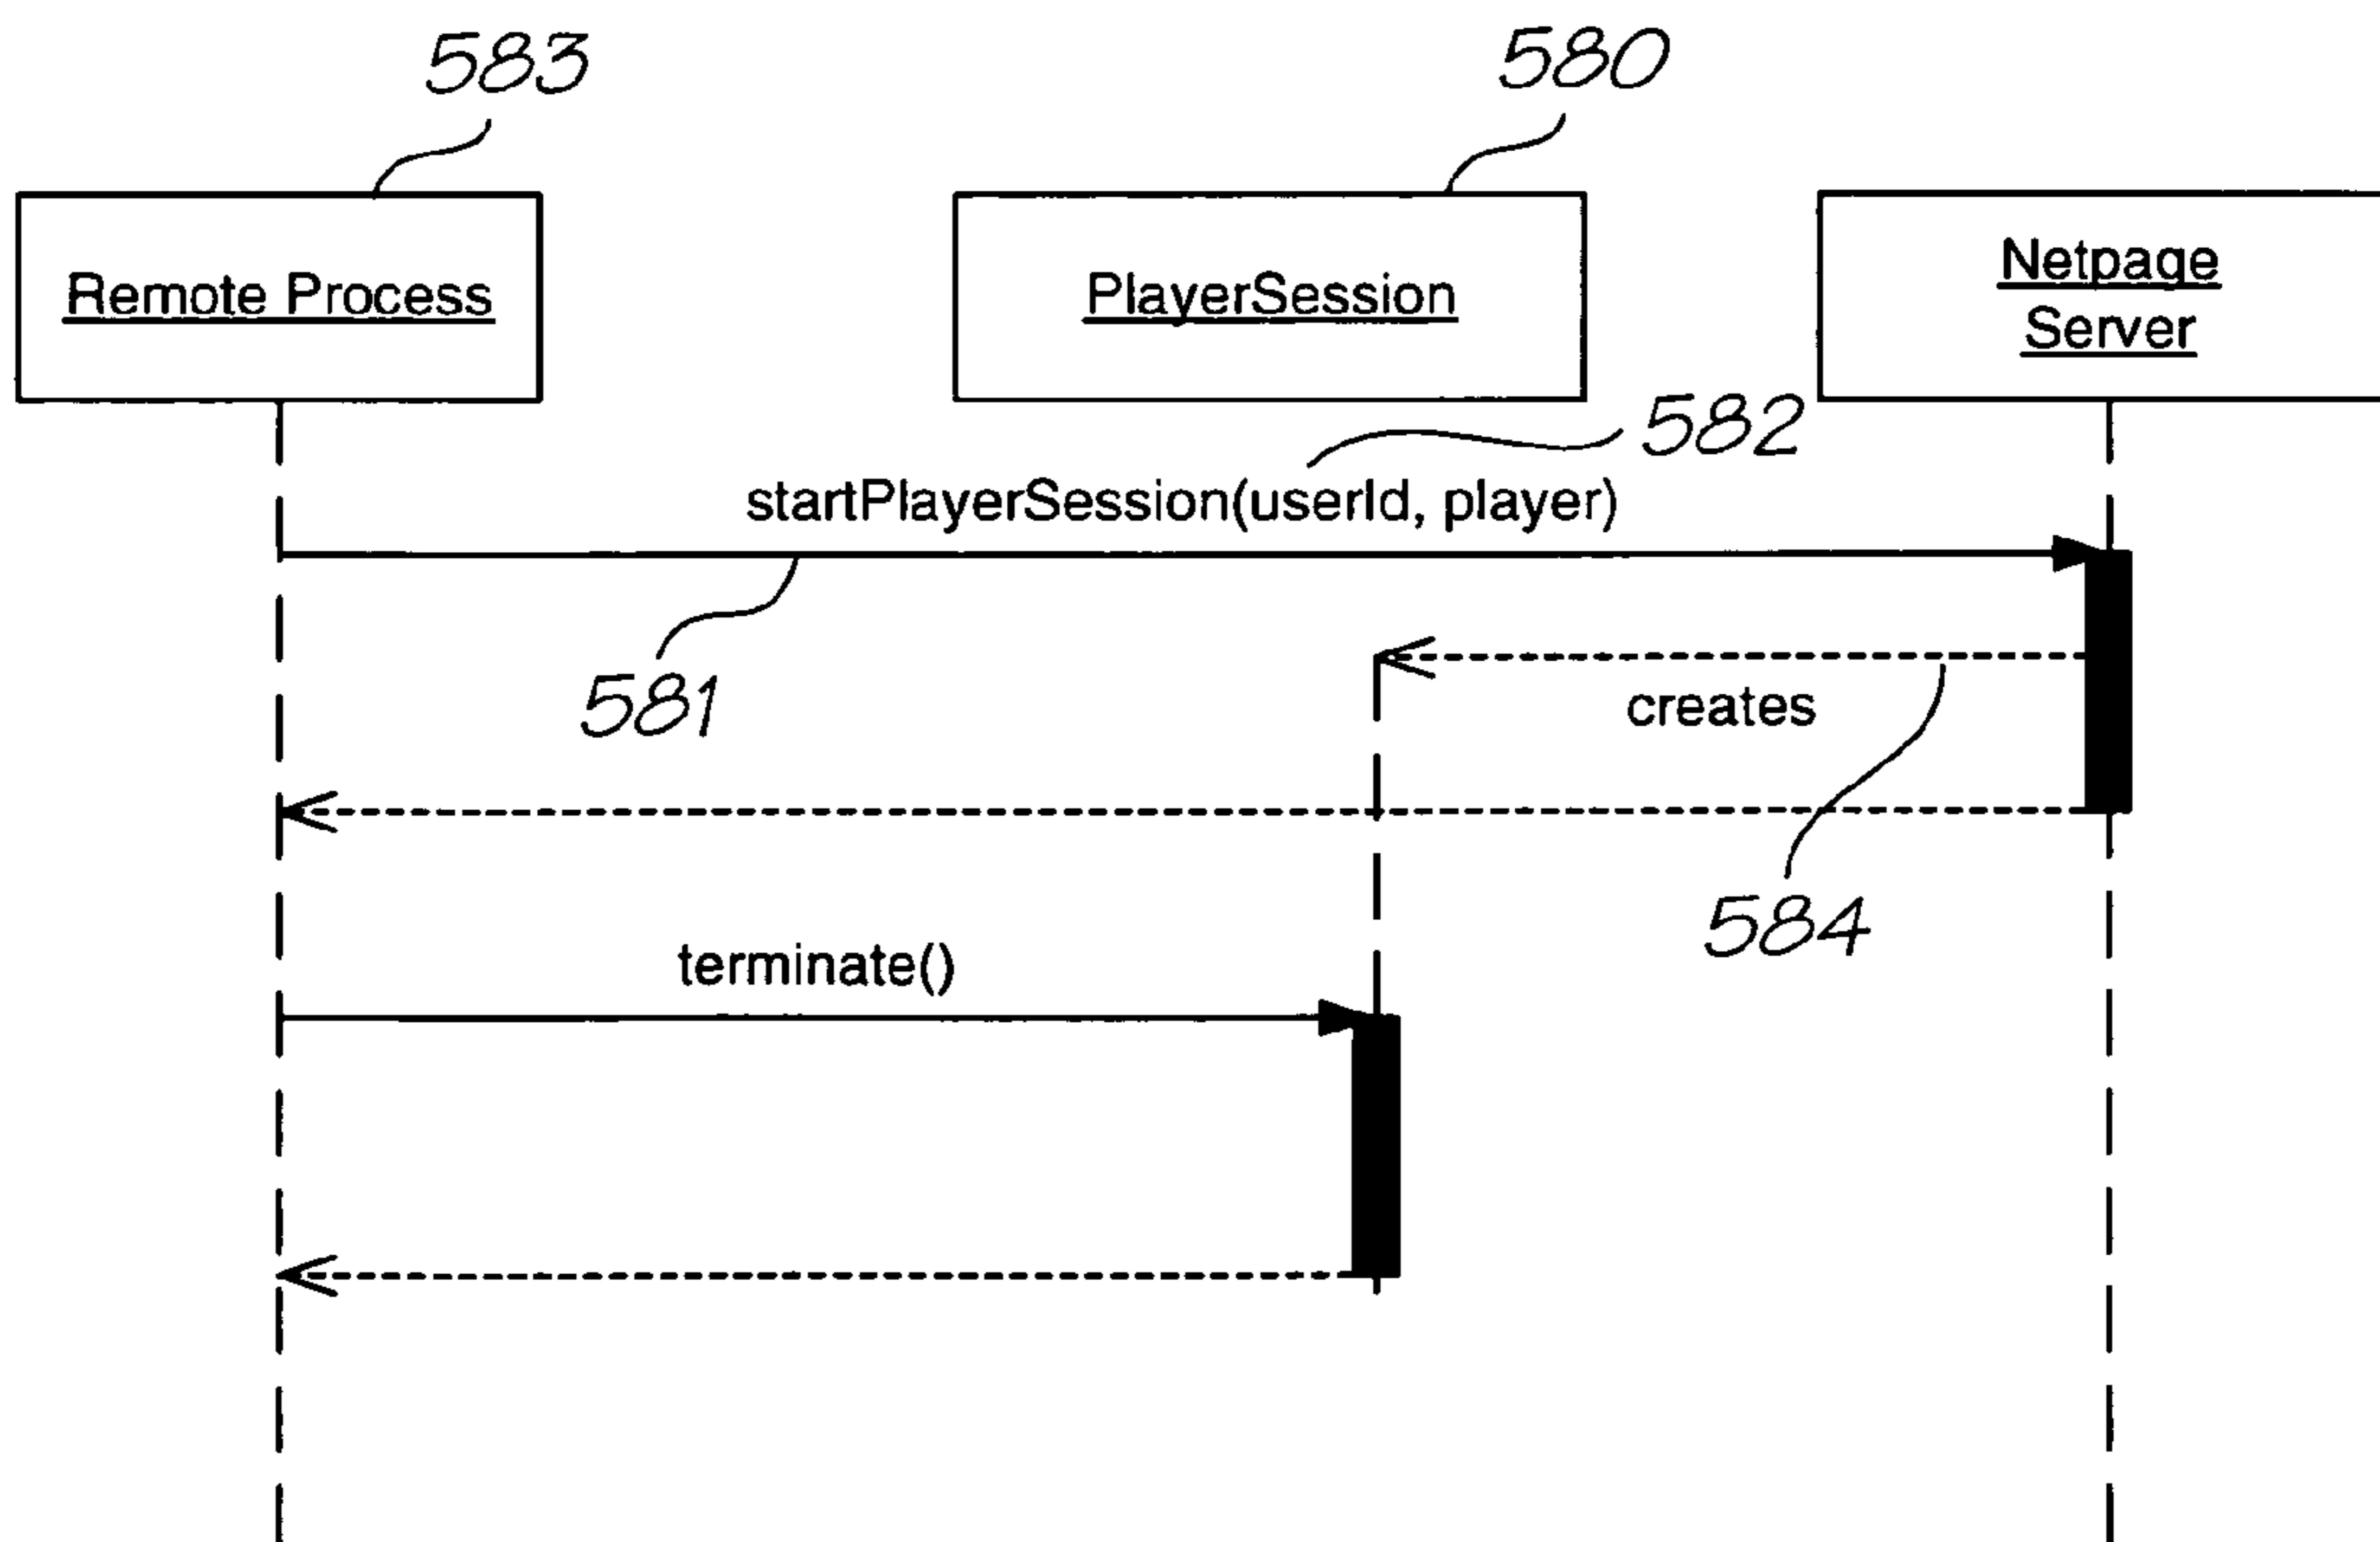 583
580
Remote Process
PlayerSession
Netpage
Server
582
startPlayerSession(userId, player)
581
creates
584
terminate()